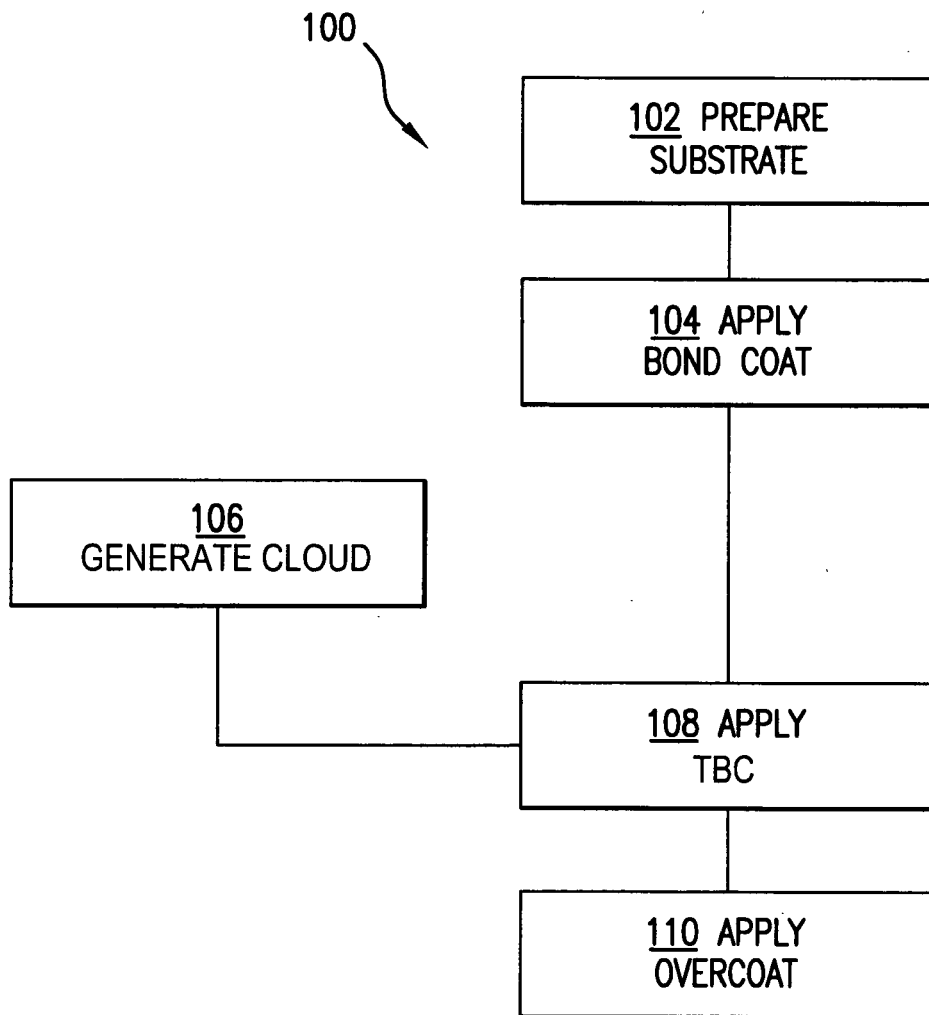 100
102 PREPARE
SUBSTRATE
104 APPLY
BOND COAT
106
GENERATE CLOUD
108 APPLY
TBC
110 APPLY
OVERCOAT